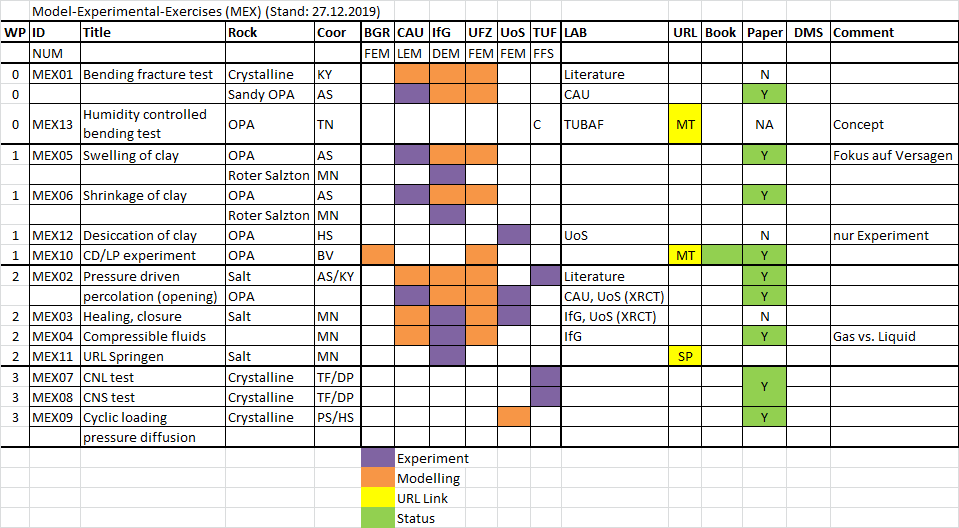 Model-Experimental-Exercises (MEX) (Stand: 27.12.2019)
WP ID Title Rock Coor BGR CAU IfG UFZ UoS TUF LAB URL Book Paper DMS Comment
NUM FEM LEM DEM FEM FEM FFS
0 MEX01 Bending fracture test Crystalline KY Literature N
0 Sandy OPA AS CAU Y
0 MEX13 Humidity controlled bending test OPA TN C TUBAF MT NA Concept
1 MEX05 Swelling of clay OPA AS Y Fokus auf Versagen
Roter Salzton MN
1 MEX06 Shrinkage of clay OPA AS Y
Roter Salzton MN
1 MEX12 Desiccation of clay OPA HS UoS N nur Experiment
1 MEX10 CD/LP experiment OPA BV MT Y
2 MEX02 Pressure driven Salt AS/KY Literature Y
percolation (opening) OPA CAU, UoS (XRCT) Y
2 MEX03 Healing, closure Salt MN IfG, UoS (XRCT) N
2 MEX04 Compressible fluids MN IfG Y Gas vs. Liquid
2 MEX11 URL Springen Salt MN SP
3 MEX07 CNL test Crystalline TF/DP Y
3 MEX08 CNS test Crystalline TF/DP
3 MEX09 Cyclic loading Crystalline PS/HS Y
pressure diffusion
Experiment
Modelling
URL Link
Status